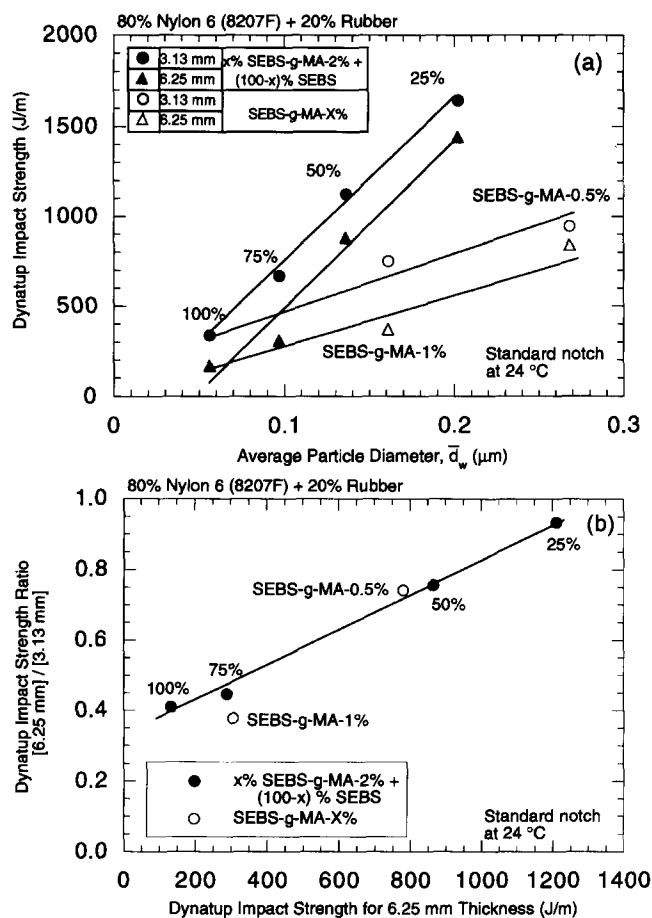 80% Nylon 6 (8207F) + 20% Rubber
2000
1500
1000
500
0
Dynatup Impact Strength (J/m)
3.13 mm
x% SEBS-g-MA-2% +
6.25 mm
(100-x)% SEBS
3.13 mm
SEBS-g-MA-X%
6.25 mm
(a)
25%
50%
75%
100%
SEBS-g-MA-0.5%
SEBS-g-MA-1%
Standard notch
at 24 °C
0
0.1
0.2
0.3
Average Particle Diameter, d̅w (μm)
80% Nylon 6 (8207F) + 20% Rubber
1.0
0.8
0.6
0.4
0.2
0.0
Dynatup Impact Strength Ratio
[6.25 mm] / [3.13 mm]
(b)
25%
SEBS-g-MA-0.5%
50%
75%
100%
SEBS-g-MA-1%
x% SEBS-g-MA-2% +
(100-x) % SEBS
SEBS-g-MA-X%
Standard notch
at 24 °C
0 200 400 600 800 1000 1200 1400
Dynatup Impact Strength for 6.25 mm Thickness (J/m)